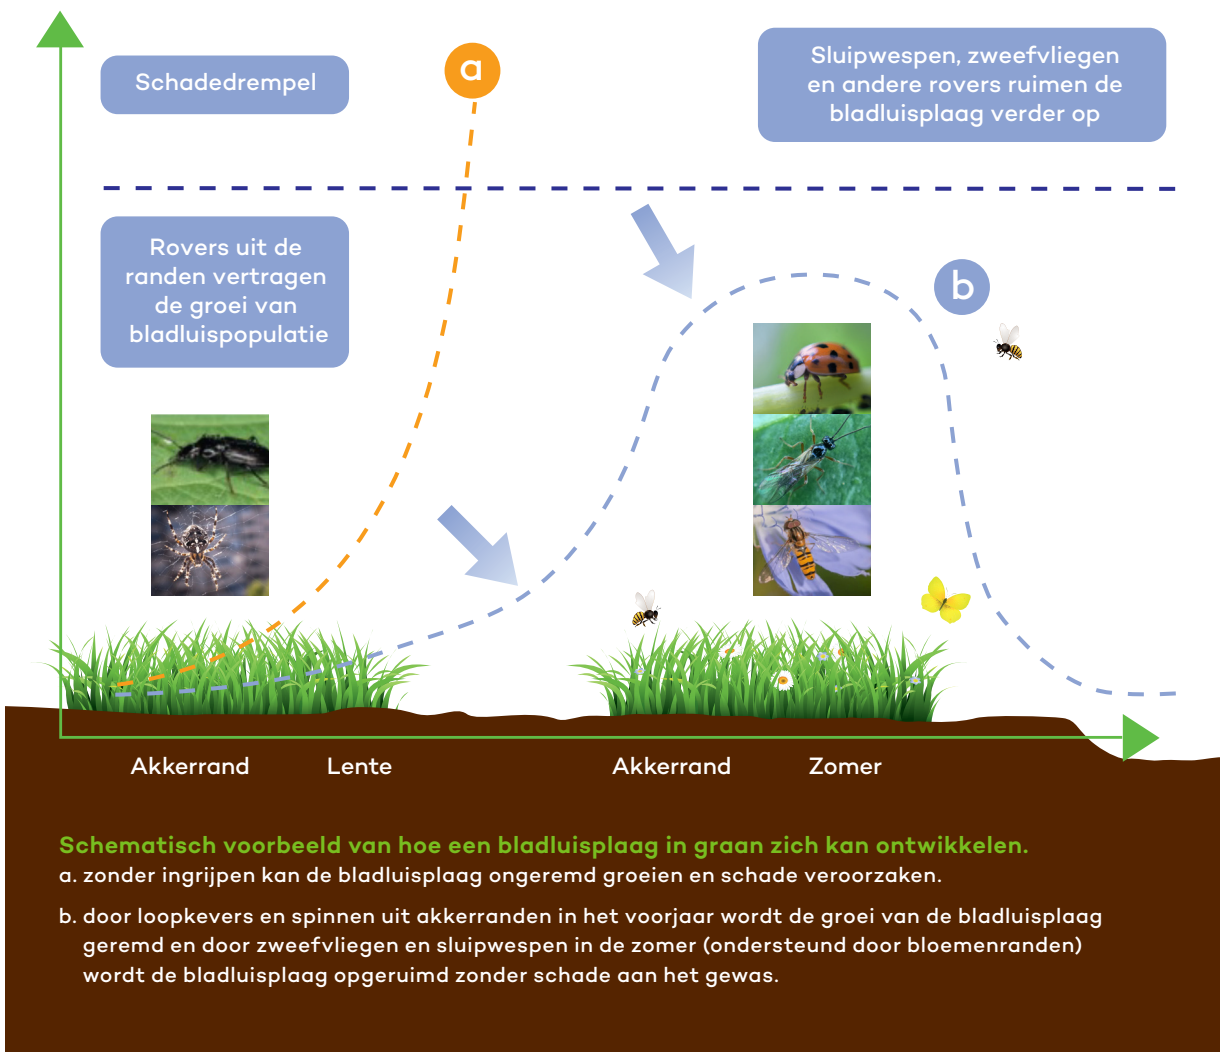 Schadedrempel
a
Sluipwespen, zweefvliegen
en andere rovers ruimen de
bladluisplaag verder op
Rovers uit de
randen vertragen
de groei van
bladluispopulatie
b
Akkerrand
Lente
Akkerrand
Zomer
Schematisch voorbeeld van hoe een bladluisplaag in graan zich kan ontwikkelen.
a. zonder ingrijpen kan de bladluisplaag ongeremd groeien en schade veroorzaken.
b. door loopkevers en spinnen uit akkerranden in het voorjaar wordt de groei van de bladluisplaag
geremd en door zweefvliegen en sluipwespen in de zomer (ondersteund door bloemenranden)
wordt de bladluisplaag opgeruimd zonder schade aan het gewas.